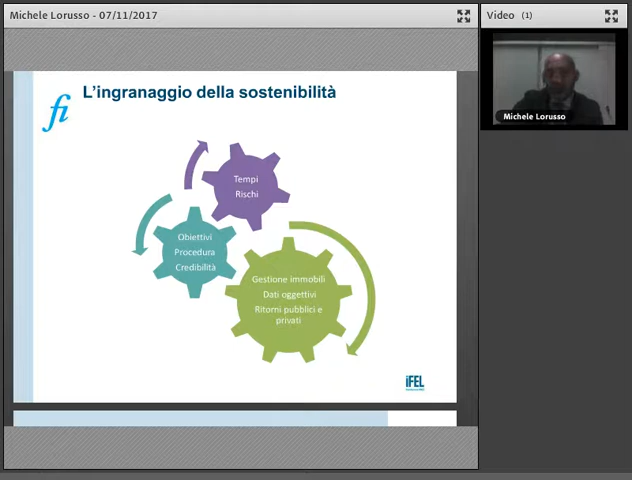 Michele Lorusso - 07/11/2017
Video (1)
Michele Lorusso
fi
L'ingranaggio della sostenibilità
Tempi
Rischi
Obiettivi
Procedura
Credibilità
Gestione immobili
Dati oggettivi
Ritorni pubblici e
privati
iFEL